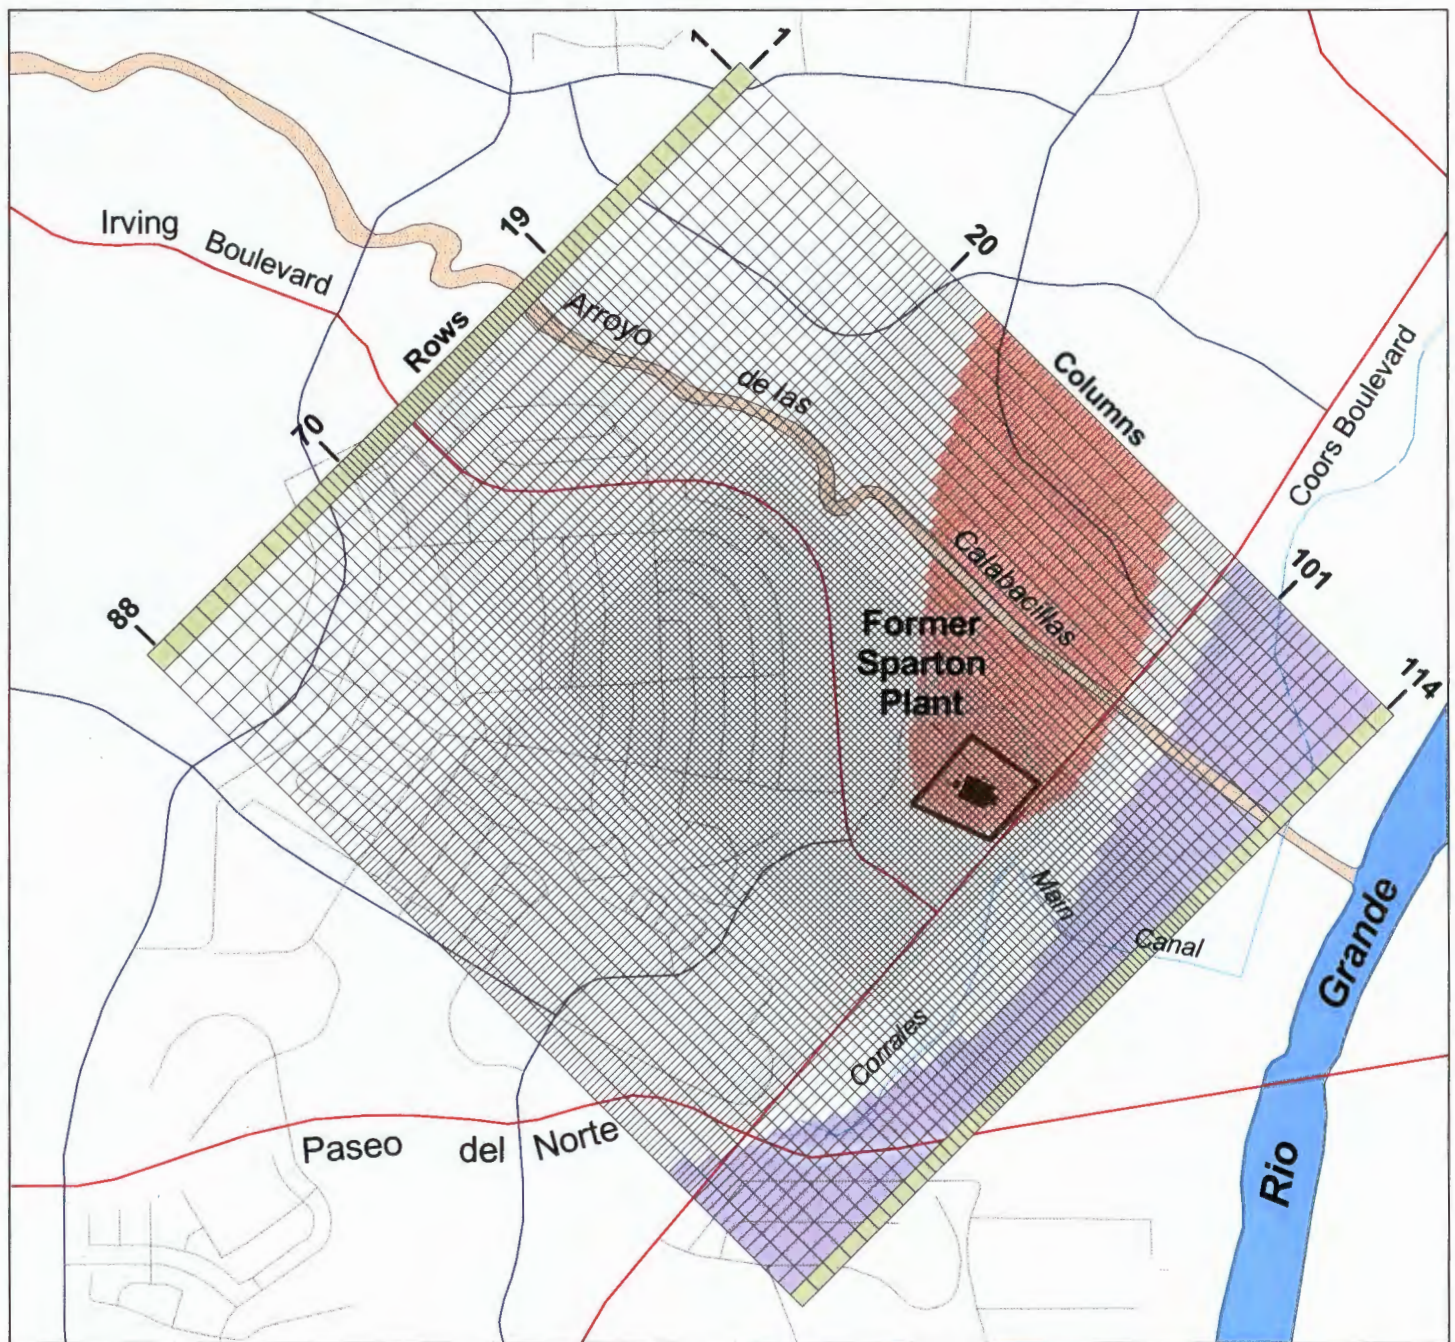 1
1
19
20
Irving
Boulevard
Arroyo
Rows
de las
Columns
Coors Boulevard
70
Calabacillas
101
88
Former
Sparton
Plant
114
Main
Canal
Grande
Corrales
Paseo del Norte
Rio